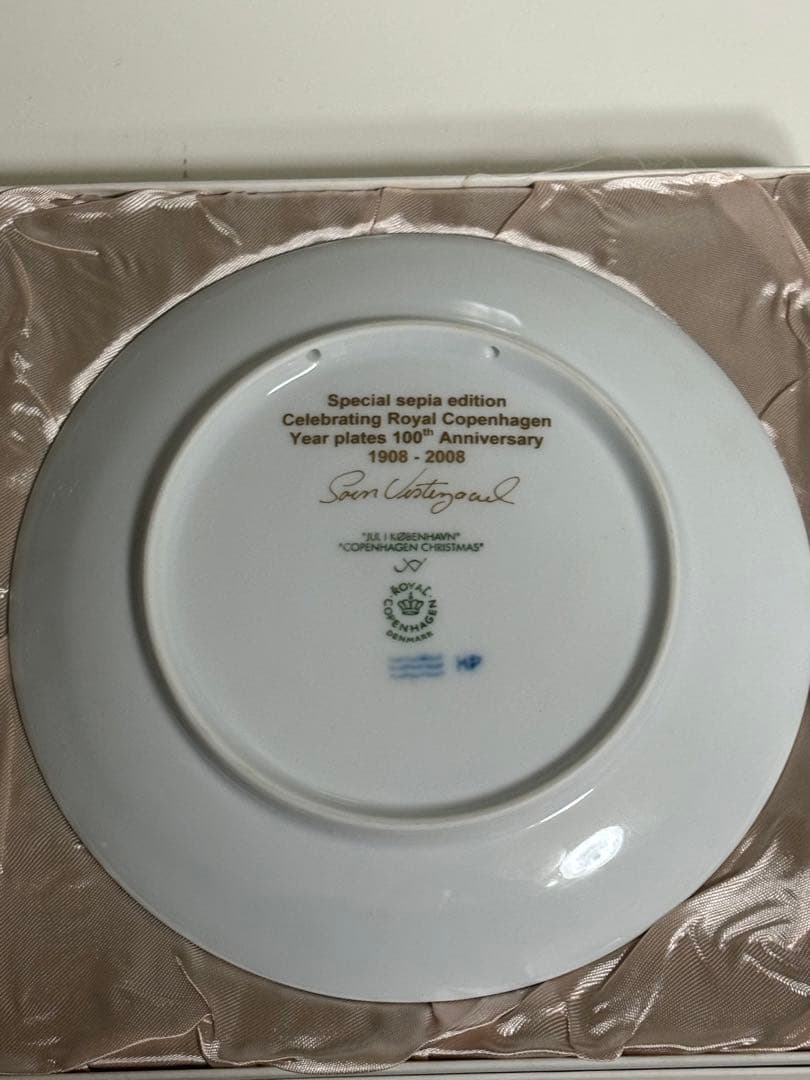 Special sepia edition
Celebrating Royal Copenhagen
Year plates 100th Anniversary
1908 - 2008
"JUL I KØBENHAVN"
"COPENHAGEN CHRISTMAS"
ROYAL
COPENHAGEN
DENMARK